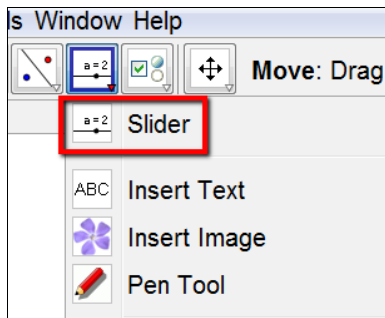 ls Window Help
a=2 Move: Drag
a=2 Slider
ABC Insert Text
Insert Image
Pen Tool